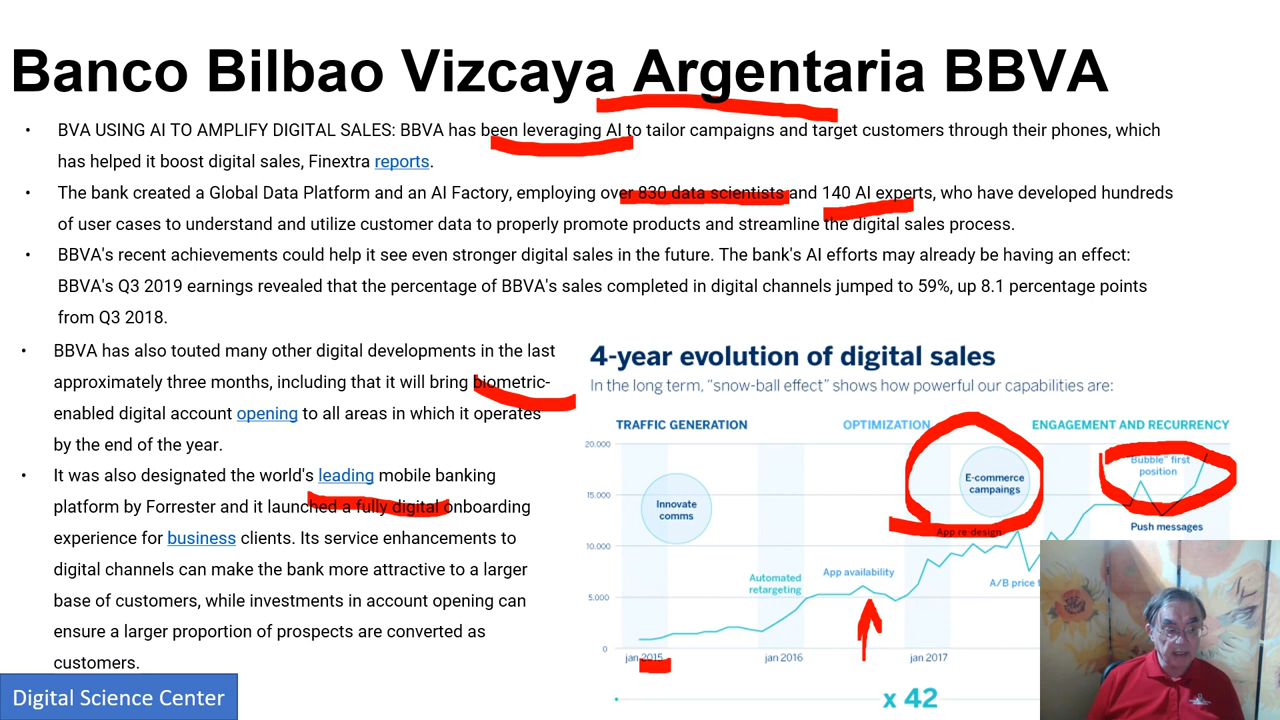 Banco Bilbao Vizcaya Argentaria BBVA
• BVA USING AI TO AMPLIFY DIGITAL SALES: BBVA has been leveraging AI to tailor campaigns and target customers through their phones, which
has helped it boost digital sales, Finextra reports.
• The bank created a Global Data Platform and an AI Factory, employing over 830 data scientists and 140 AI experts, who have developed hundreds
of user cases to understand and utilize customer data to properly promote products and streamline the digital sales process.
• BBVA's recent achievements could help it see even stronger digital sales in the future. The bank's AI efforts may already be having an effect:
BBVA's Q3 2019 earnings revealed that the percentage of BBVA's sales completed in digital channels jumped to 59%, up 8.1 percentage points
from Q3 2018.
• BBVA has also touted many other digital developments in the last
approximately three months, including that it will bring biometric-
enabled digital account opening to all areas in which it operates
by the end of the year.
• It was also designated the world's leading mobile banking
platform by Forrester and it launched a fully digital onboarding
experience for business clients. Its service enhancements to
digital channels can make the bank more attractive to a larger
base of customers, while investments in account opening can
ensure a larger proportion of prospects are converted as
customers.
4-year evolution of digital sales
In the long term, "snow-ball effect" shows how powerful our capabilities are:
TRAFFIC GENERATION
OPTIMIZATION
ENGAGEMENT AND RECURRENCY
20.000
15.000
10.000
5.000
0
Innovate
comms
Automated
retargeting
App availability
E-commerce
campaings
App re-design
A/B price
"Bubble" first
position
Push messages
jan 2015
jan 2016
jan 2017
x 42
Digital Science Center